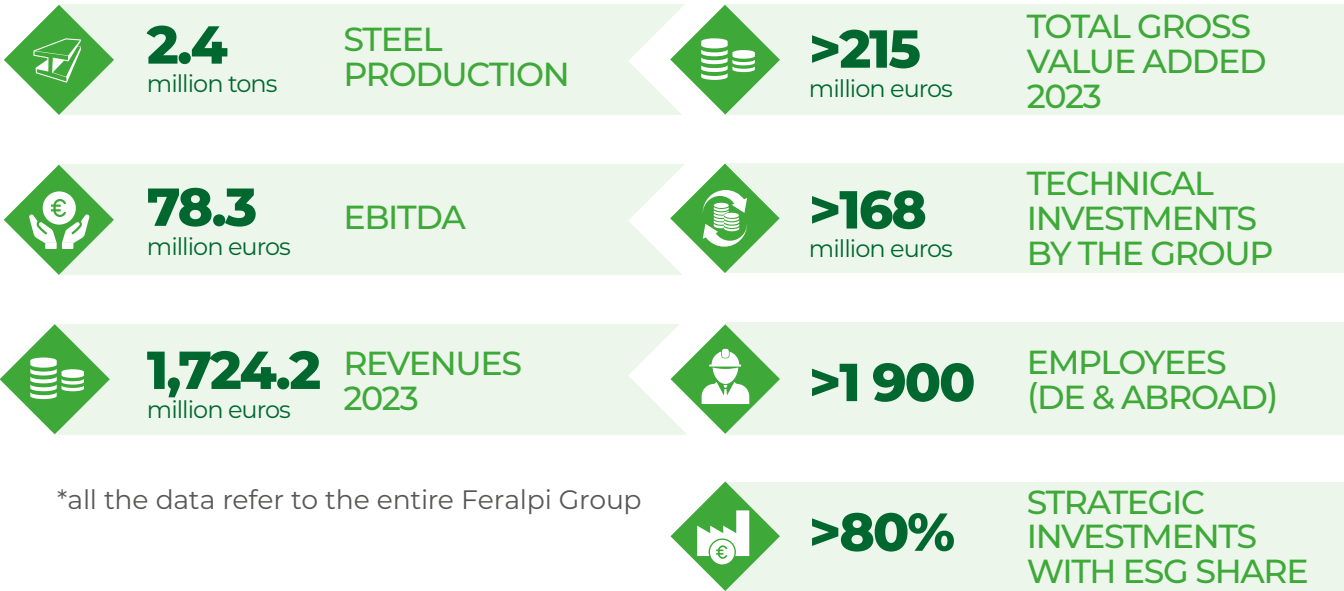 2.4
million tons
STEEL
PRODUCTION
>215
million euros
TOTAL GROSS
VALUE ADDED
2023
€
78.3
million euros
EBITDA
>168
million euros
TECHNICAL
INVESTMENTS
BY THE GROUP
1,724.2
million euros
REVENUES
2023
>1 900
EMPLOYEES
(DE & ABROAD)
*all the data refer to the entire Feralpi Group
€
>80%
STRATEGIC
INVESTMENTS
WITH ESG SHARE